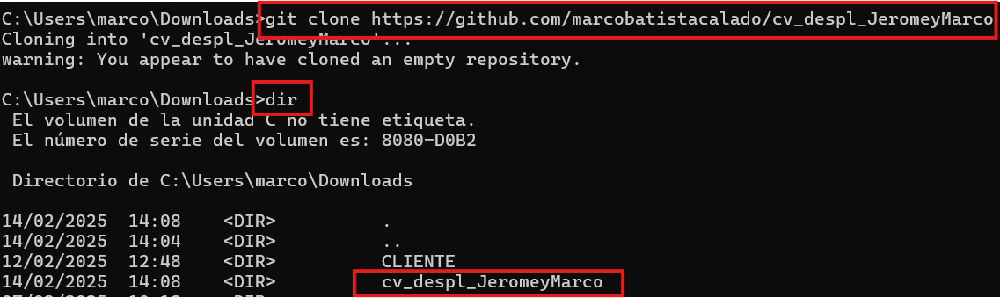 C:\Users\marco\Downloads>git clone https://github.com/marcobatistacalado/cv_despl_JeromeyMarco
Cloning into 'cv_despl_JeromeyMarco'...
warning: You appear to have cloned an empty repository.
C:\Users\marco\Downloads>dir
El volumen de la unidad C no tiene etiqueta.
El número de serie del volumen es: 8080-D0B2
Directorio de C:\Users\marco\Downloads
14/02/2025 14:08 <DIR> .
14/02/2025 14:04 <DIR> ..
12/02/2025 12:48 <DIR> CLIENTE
14/02/2025 14:08 <DIR> cv_despl_JeromeyMarco